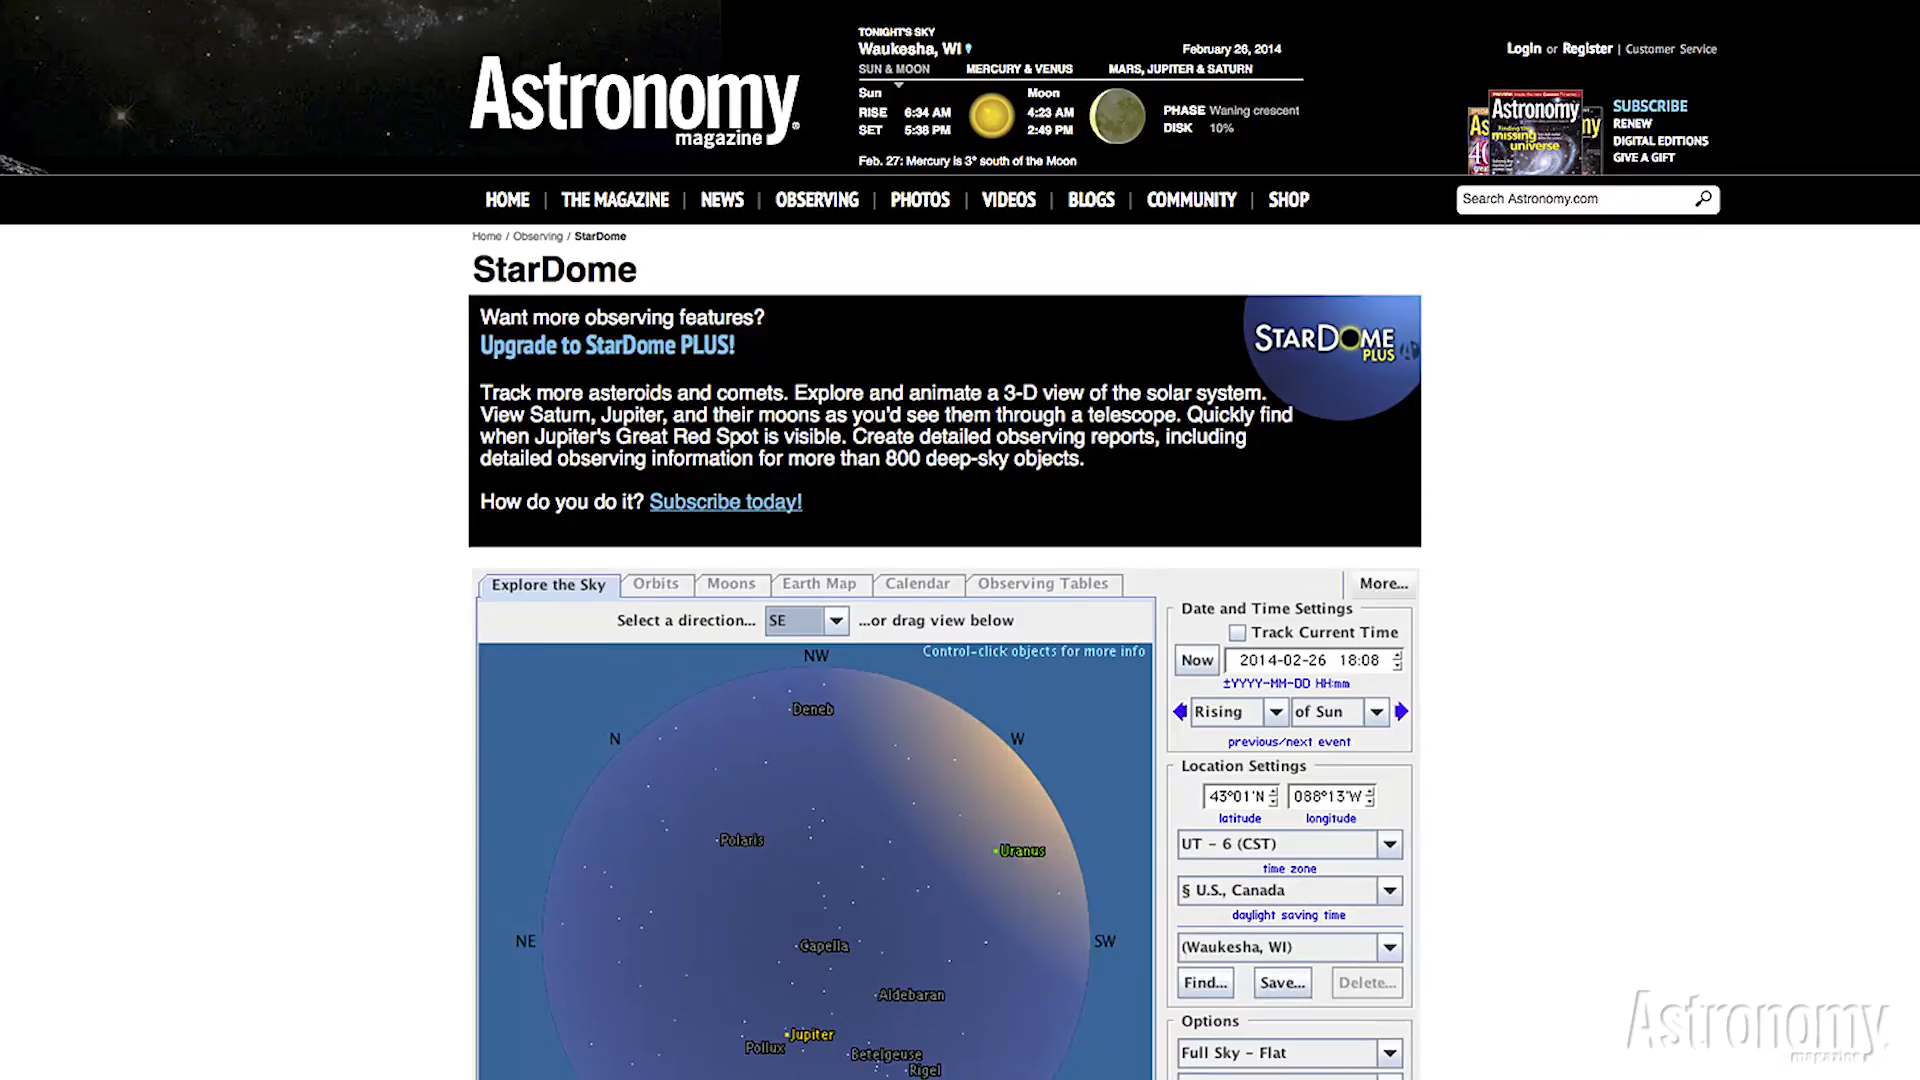 TONIGHT'S SKY
Waukesha, WI
February 26, 2014
SUN & MOON MERCURY & VENUS MARS, JUPITER & SATURN
Sun
RISE 6:34 AM
SET 5:38 PM
Moon
4:23 AM
2:49 PM
PHASE Waning crescent
DISK 10%
Feb. 27: Mercury is 3° south of the Moon
Astronomy
magazine
Login or Register | Customer Service
Astronomy
Finding the
missing
universe
SUBSCRIBE
RENEW
DIGITAL EDITIONS
GIVE A GIFT
HOME | THE MAGAZINE | NEWS | OBSERVING | PHOTOS | VIDEOS | BLOGS | COMMUNITY | SHOP
Search Astronomy.com
Home / Observing / StarDome
StarDome
Want more observing features?
Upgrade to StarDome PLUS!
STARDOME
PLUS
Track more asteroids and comets. Explore and animate a 3-D view of the solar system.
View Saturn, Jupiter, and their moons as you'd see them through a telescope. Quickly find
when Jupiter's Great Red Spot is visible. Create detailed observing reports, including
detailed observing information for more than 800 deep-sky objects.
How do you do it? Subscribe today!
Explore the Sky Orbits Moons Earth Map Calendar Observing Tables
More...
Select a direction... SE ...or drag view below
Control-click objects for more info
NW
Deneb
N
W
Polaris
Uranus
NE
Capella
SW
Aldebaran
Jupiter
Pollux
Betelgeuse
Rigel
Date and Time Settings
Track Current Time
Now 2014-02-26 18:08
±YYYY-MM-DD HH:mm
Rising of Sun
previous/next event
Location Settings
43°01'N 088°13'W
latitude longitude
UT - 6 (CST)
time zone
§ U.S., Canada
daylight saving time
(Waukesha, WI)
Find... Save... Delete...
Options
Full Sky - Flat
Astronomy
magazine